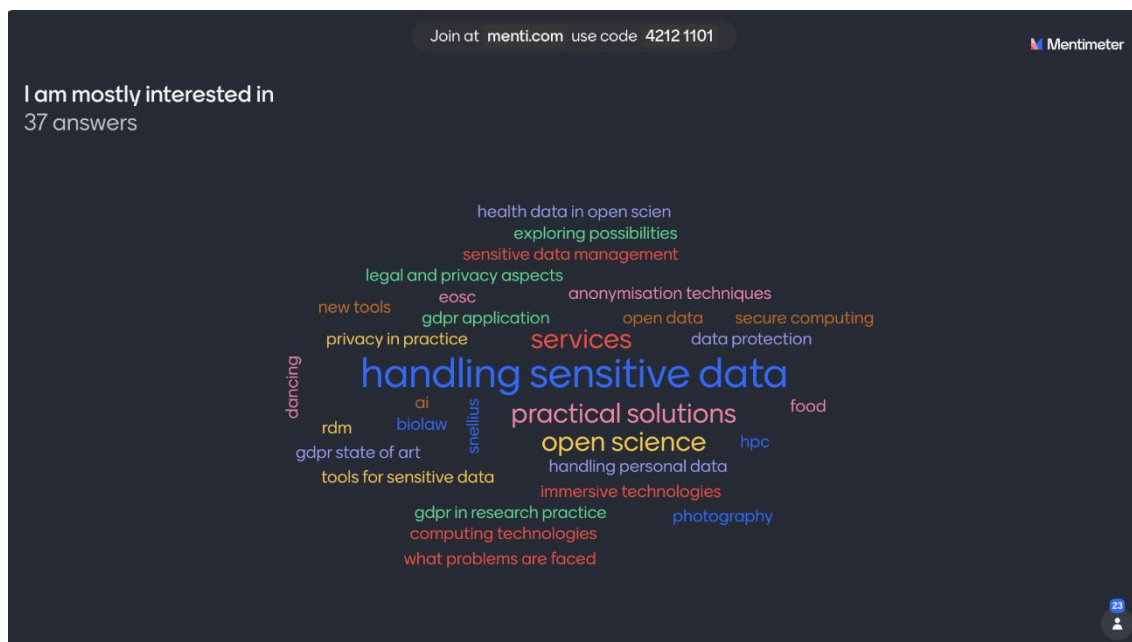 Join at menti.com use code 4212 1101
Mentimeter
I am mostly interested in
37 answers
health data in open scien
exploring possibilities
sensitive data management
legal and privacy aspects
anonymisation techniques
eosc
new tools
gdpr application
open data
secure computing
privacy in practice
services
data protection
dancing
handling sensitive data
ai
snellius
practical solutions
food
biolaw
rdm
open science
hpc
gdpr state of art
handling personal data
tools for sensitive data
immersive technologies
gdpr in research practice
photography
computing technologies
what problems are faced
23